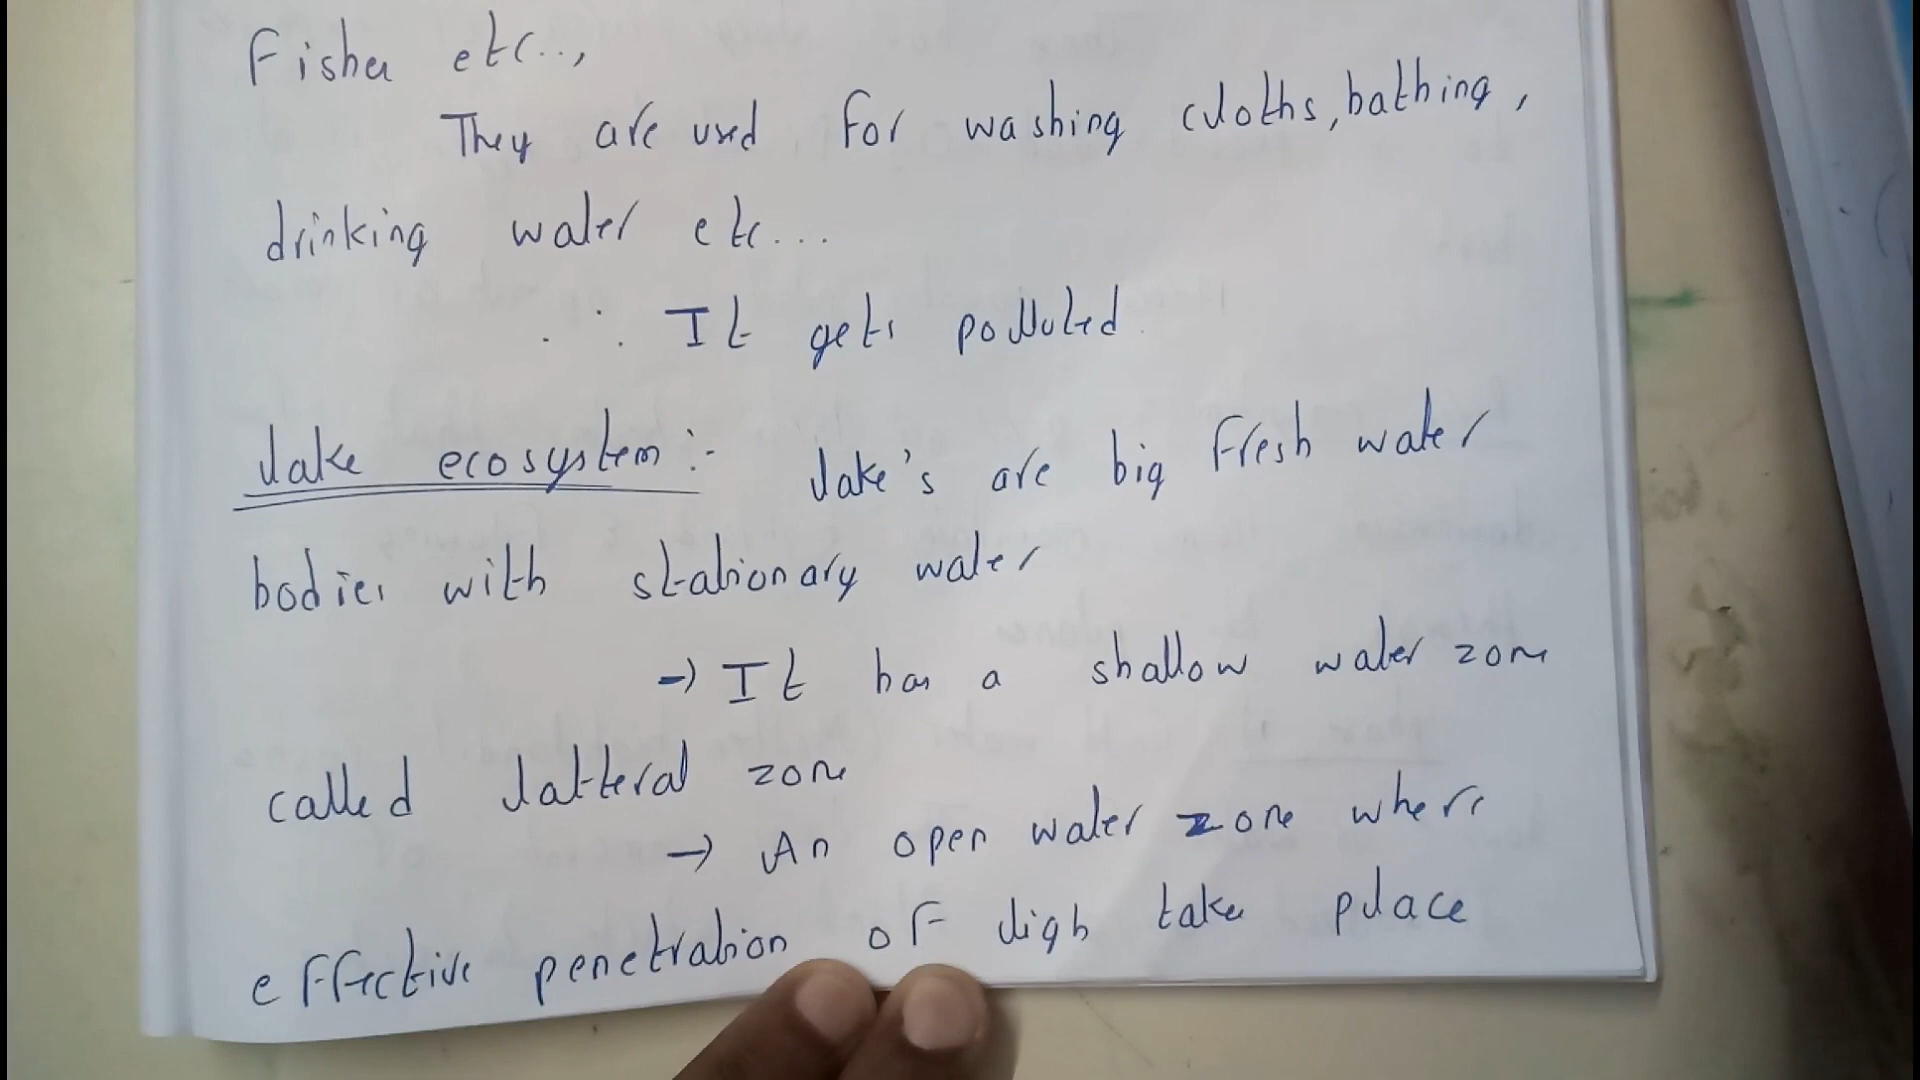 Fishes etc..,
They are used for washing cloths, bathing,
drinking water etc...
∴ It gets polluted.
Lake ecosystem :- Lake's are big fresh water
bodies with stationary water
→ It has a shallow water zone
called latteral zone
→ An open water zone where
effective penetration of ligh take place